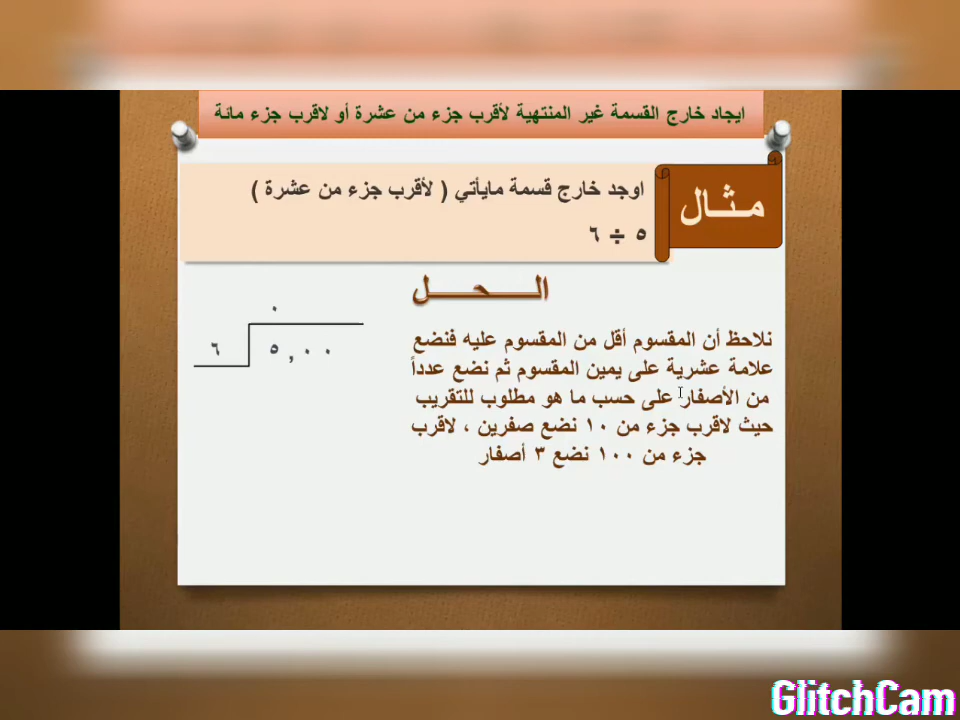 ايجاد خارج القسمة غير المنتهية لأقرب جزء من عشرة أو لاقرب جزء مائة
مـثـال
اوجد خارج قسمة مايأتي ( لأقرب جزء من عشرة )
٥ ÷ ٦
الـــحـــل
نلاحظ أن المقسوم أقل من المقسوم عليه فنضع
علامة عشرية على يمين المقسوم ثم نضع عدداً
من الأصفار على حسب ما هو مطلوب للتقريب
حيث لاقرب جزء من ١٠ نضع صفرين ، لاقرب
جزء من ١٠٠ نضع ٣ أصفار
٠
٦ ٥,٠٠
GlitchCam